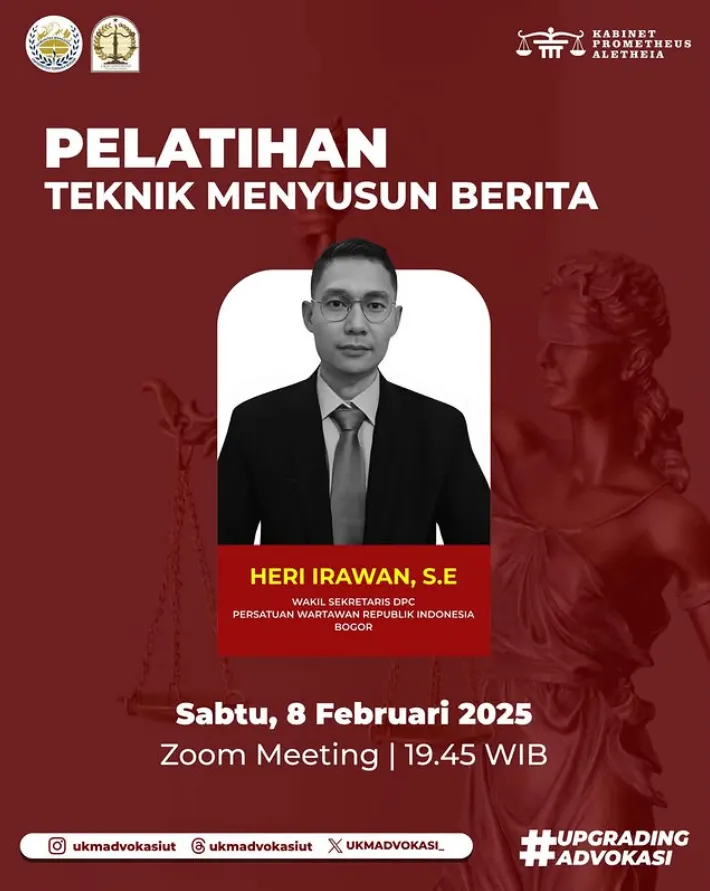 KABINET
PROMETHEUS
ALETHEIA
PELATIHAN
TEKNIK MENYUSUN BERITA
HERI IRAWAN, S.E
WAKIL SEKRETARIS DPC
PERSATUAN WARTAWAN REPUBLIK INDONESIA
BOGOR
Sabtu, 8 Februari 2025
Zoom Meeting | 19.45 WIB
ukmadvokasiut ukmadvokasiut UKMADVOKASI_
#UPGRADING
ADVOKASI